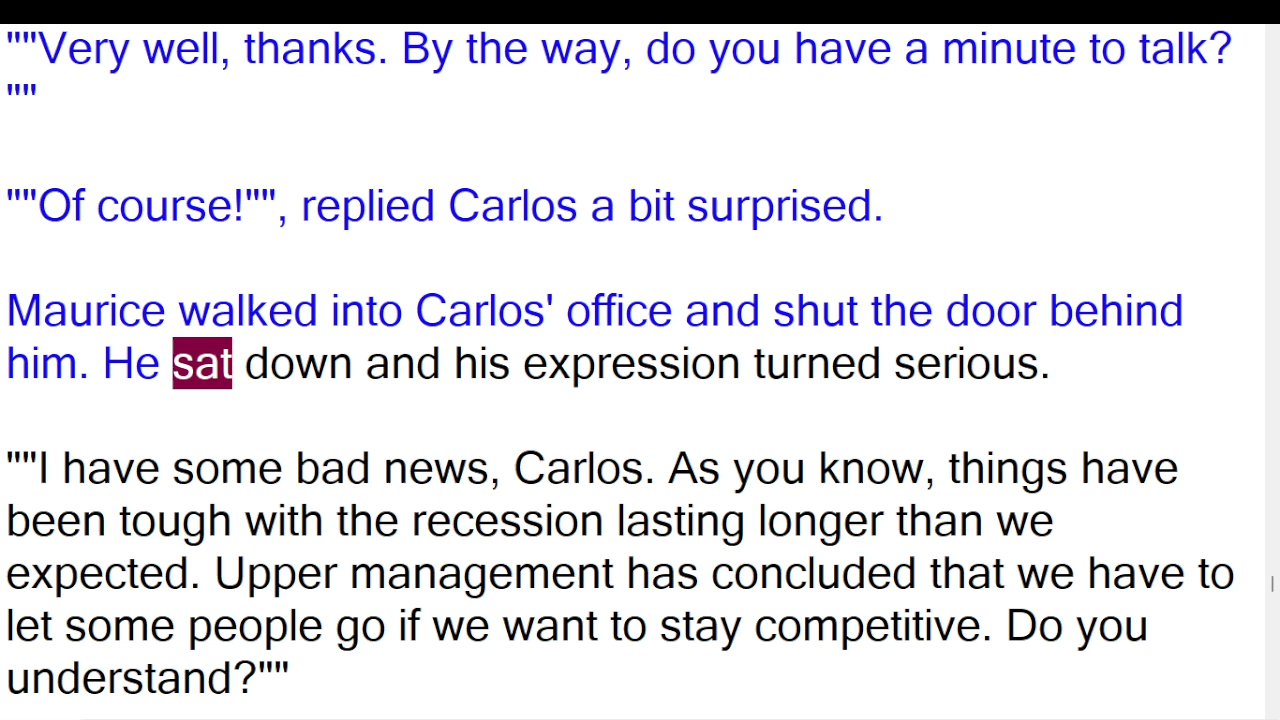 ""Very well, thanks. By the way, do you have a minute to talk?
""
""Of course!"", replied Carlos a bit surprised.
Maurice walked into Carlos' office and shut the door behind
him. He sat down and his expression turned serious.
""I have some bad news, Carlos. As you know, things have
been tough with the recession lasting longer than we
expected. Upper management has concluded that we have to
let some people go if we want to stay competitive. Do you
understand?""